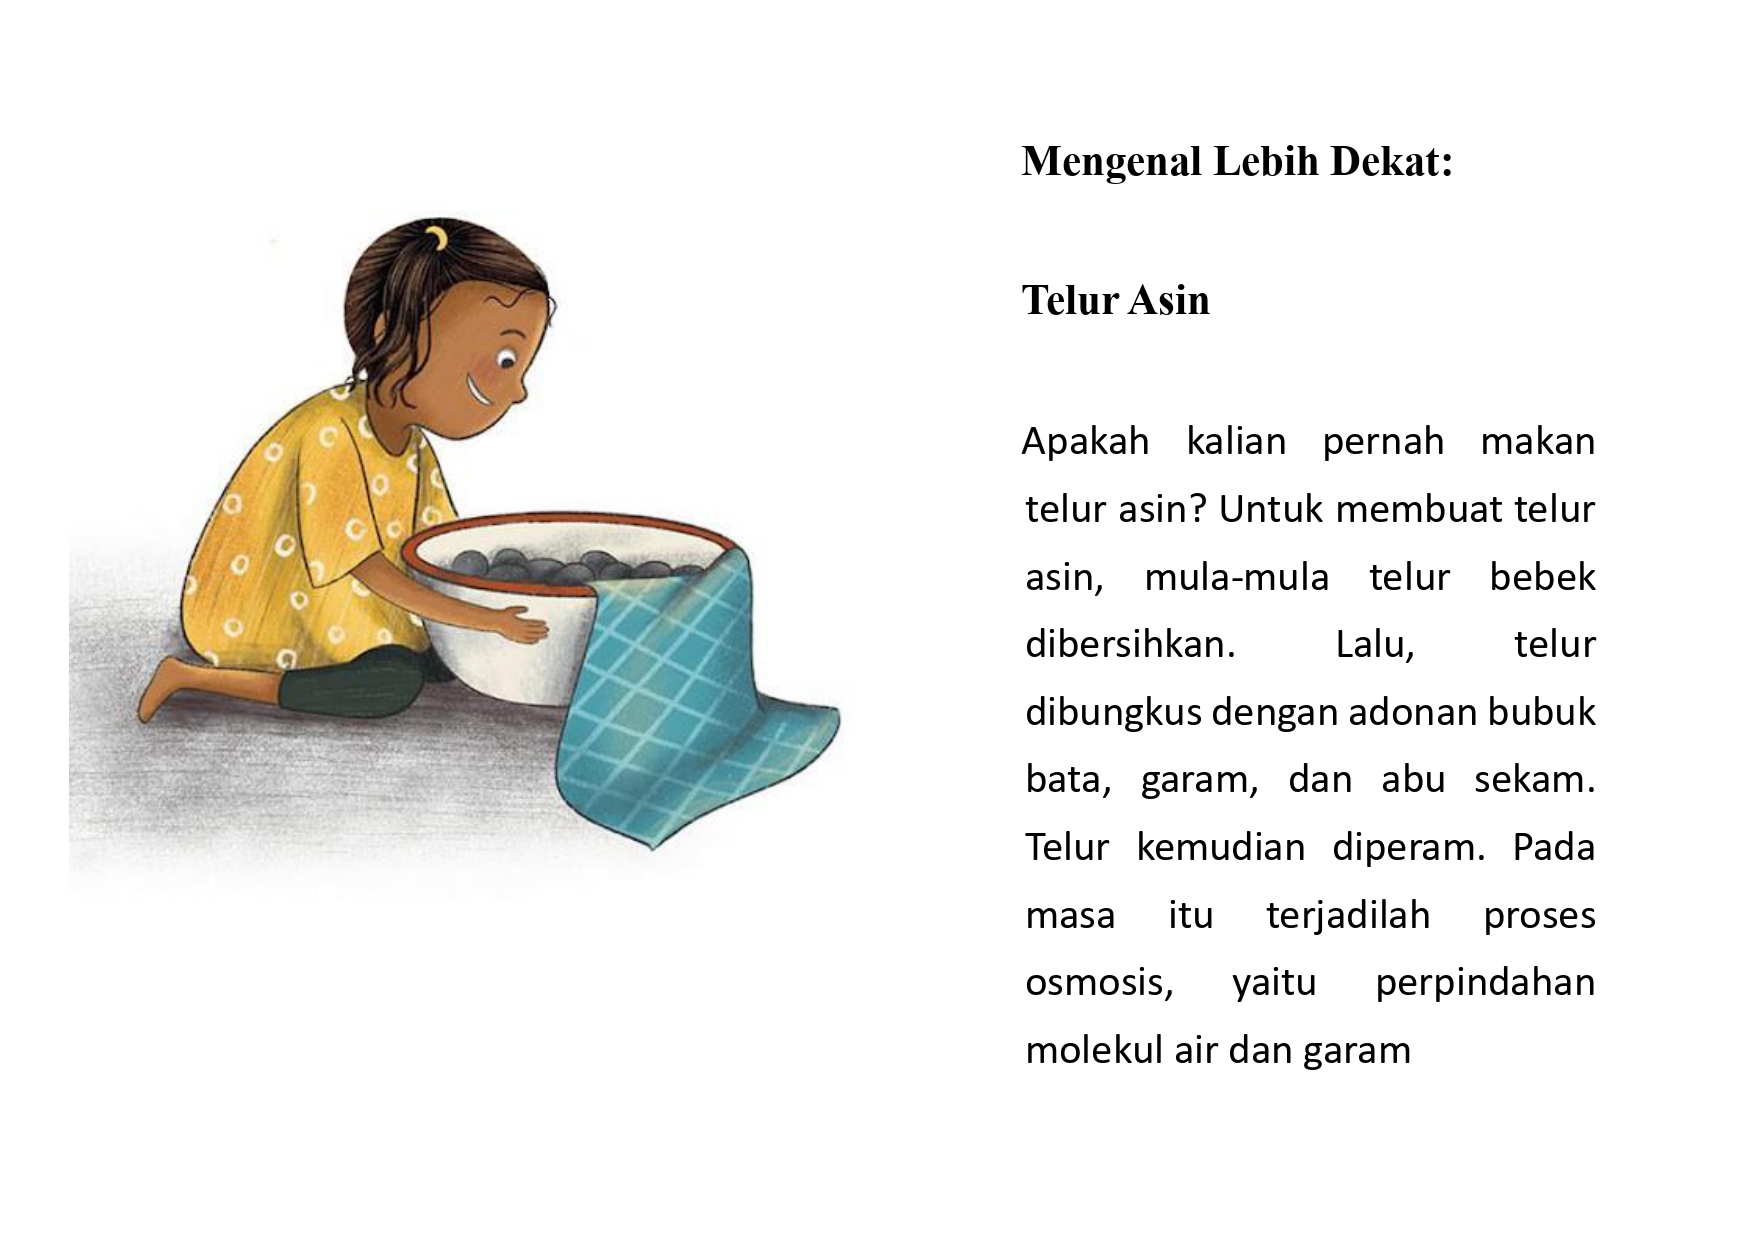 Mengenal Lebih Dekat:
Telur Asin
Apakah kalian pernah makan
telur asin? Untuk membuat telur
asin, mula-mula telur bebek
dibersihkan. Lalu, telur
dibungkus dengan adonan bubuk
bata, garam, dan abu sekam.
Telur kemudian diperam. Pada
masa itu terjadilah proses
osmosis, yaitu perpindahan
molekul air dan garam